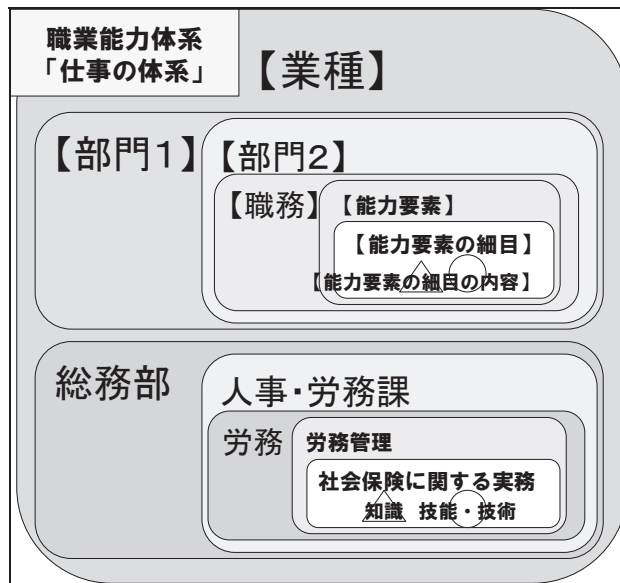 職業能力体系
「仕事の体系」
【業種】
【部門1】
【部門2】
【職務】
【能力要素】
【能力要素の細目】
【能力要素の細目の内容】
総務部
人事・労務課
労務
労務管理
社会保険に関する実務
知識 技能・技術